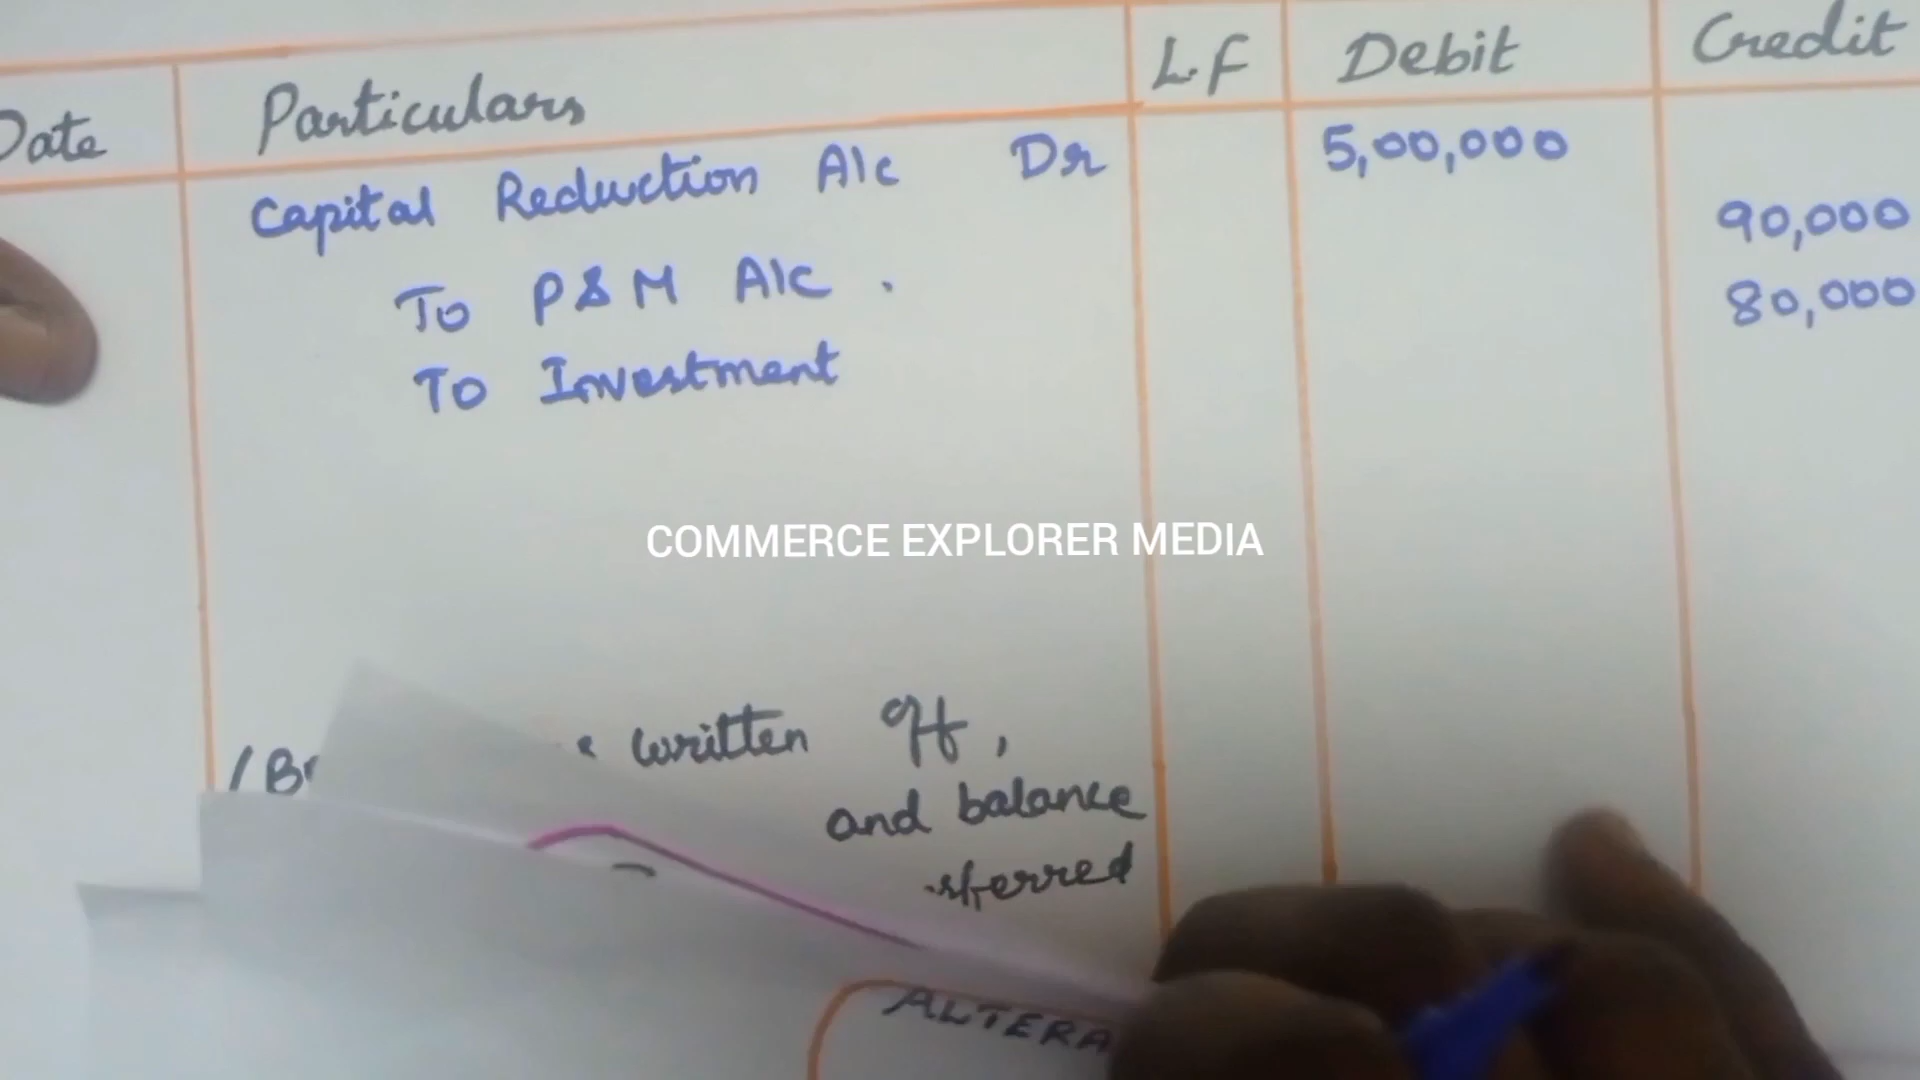 Date Particulars L.F Debit Credit
Capital Reduction A/c Dr 5,00,000
To P&M A/c . 90,000
To Investment 80,000
COMMERCE EXPLORER MEDIA
written off,
and balance
ALTERA